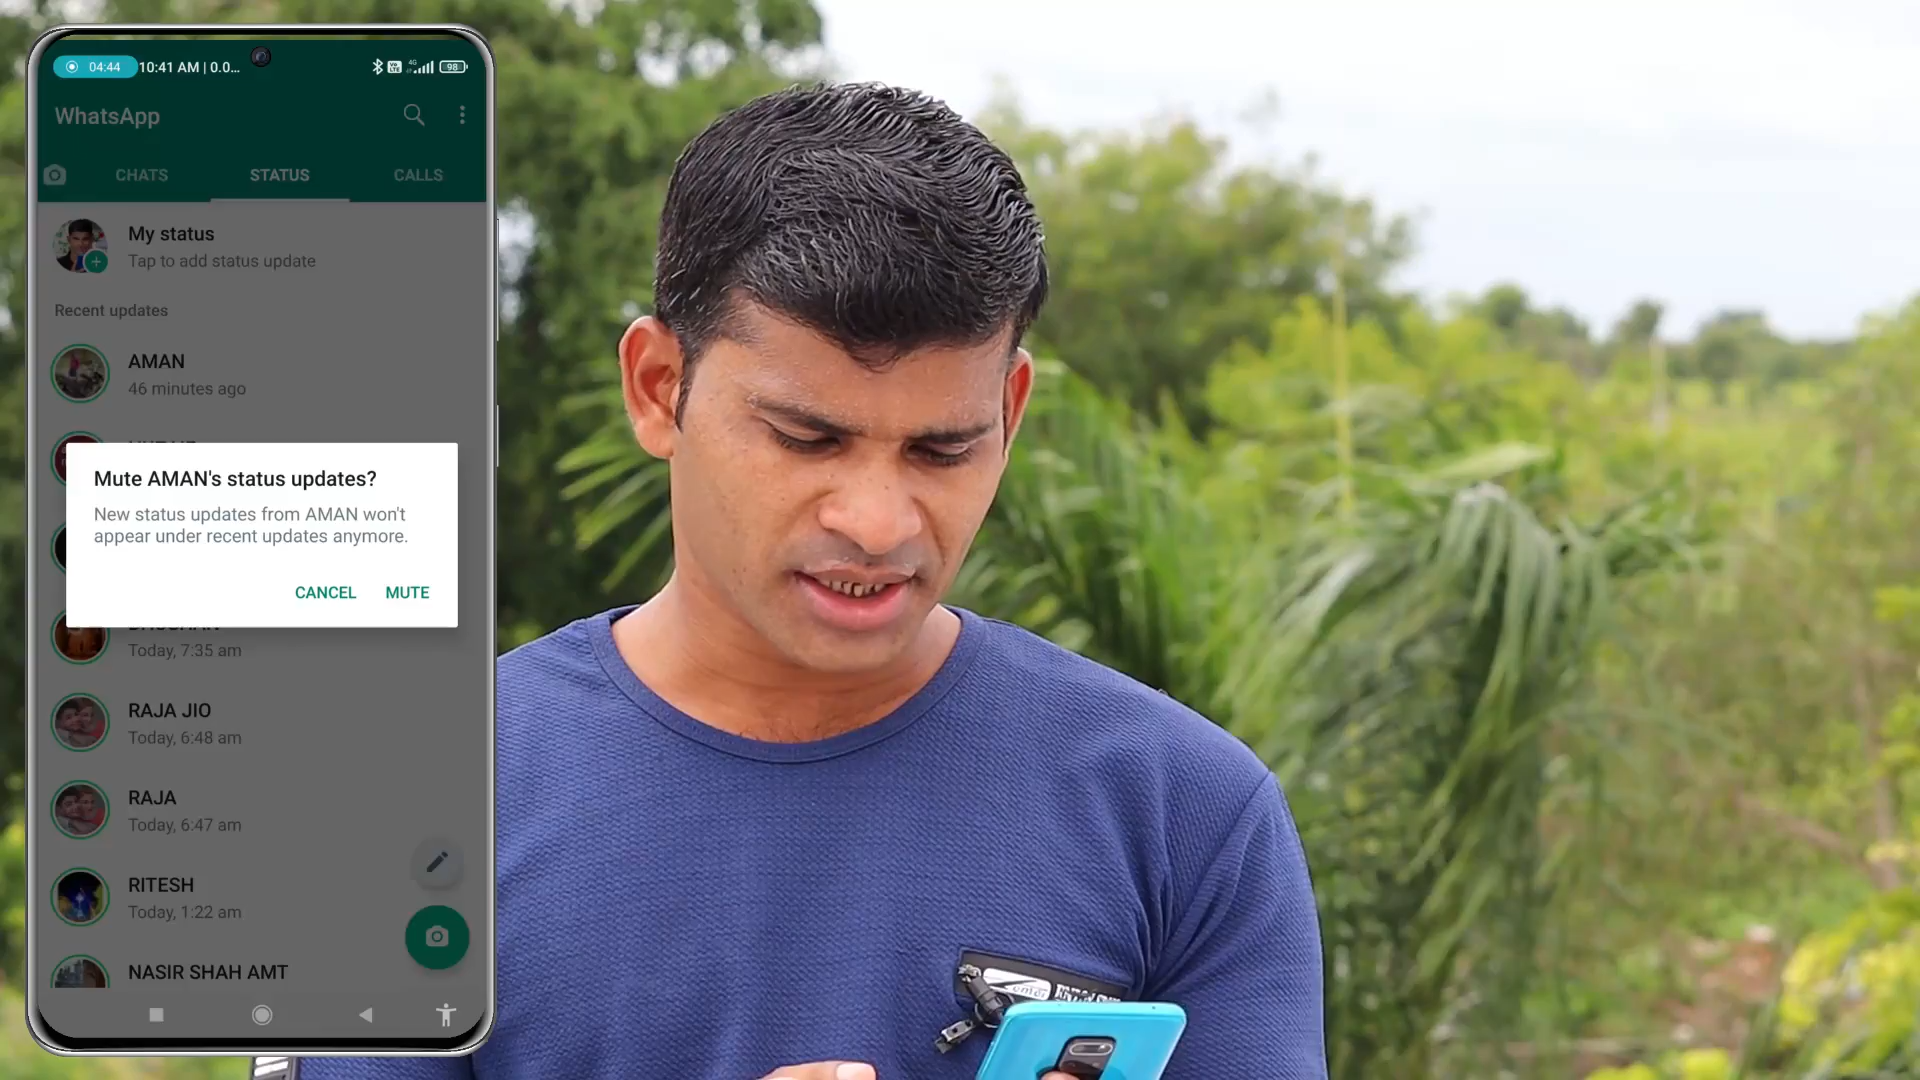 04:44 10:41 AM | 0.0... 4G 98
WhatsApp
CHATS STATUS CALLS
My status
Tap to add status update
Recent updates
AMAN
46 minutes ago
Mute AMAN's status updates?
New status updates from AMAN won't
appear under recent updates anymore.
CANCEL MUTE
Today, 7:35 am
RAJA JIO
Today, 6:48 am
RAJA
Today, 6:47 am
RITESH
Today, 1:22 am
NASIR SHAH AMT